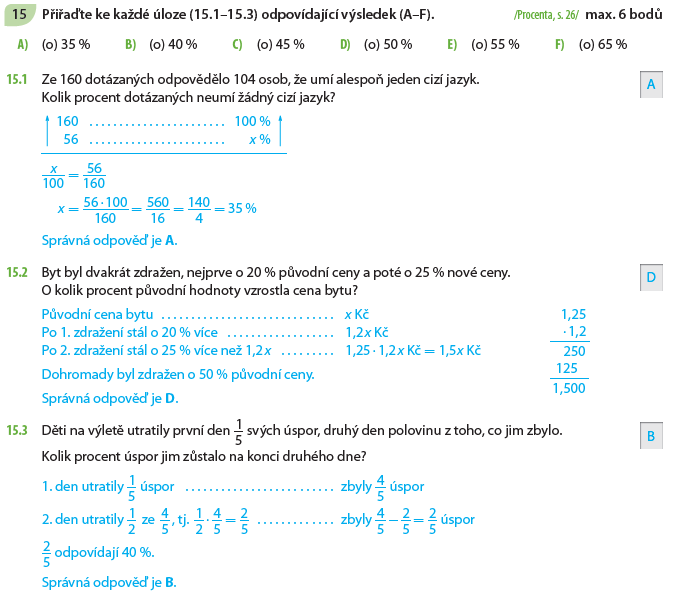 15 Přiřaďte ke každé úloze (15.1–15.3) odpovídající výsledek (A–F). /Procenta, s. 26/ max. 6 bodů
A) (o) 35 % B) (o) 40 % C) (o) 45 % D) (o) 50 % E) (o) 55 % F) (o) 65 %
15.1 Ze 160 dotázaných odpovědělo 104 osob, že umí alespoň jeden cizí jazyk. A
Kolik procent dotázaných neumí žádný cizí jazyk?
160 ........................ 100 %
56 ........................ x %
x/100 = 56/160
x = 56·100/160 = 560/16 = 140/4 = 35 %
Správná odpověď je A.
15.2 Byt byl dvakrát zdražen, nejprve o 20 % původní ceny a poté o 25 % nové ceny. D
O kolik procent původní hodnoty vzrostla cena bytu?
Původní cena bytu ............................ x Kč 1,25
Po 1. zdražení stál o 20 % více .................. 1,2x Kč ·1,2
Po 2. zdražení stál o 25 % více než 1,2x ......... 1,25·1,2x Kč = 1,5x Kč 250
125
Dohromady byl zdražen o 50 % původní ceny.
1,500
Správná odpověď je D.
15.3 Děti na výletě utratily první den 1/5 svých úspor, druhý den polovinu z toho, co jim zbylo. B
Kolik procent úspor jim zůstalo na konci druhého dne?
1. den utratily 1/5 úspor ........................ zbyly 4/5 úspor
2. den utratily 1/2 ze 4/5, tj. 1/2 · 4/5 = 2/5 ............. zbyly 4/5 – 2/5 = 2/5 úspor
2/5 odpovídají 40 %.
Správná odpověď je B.